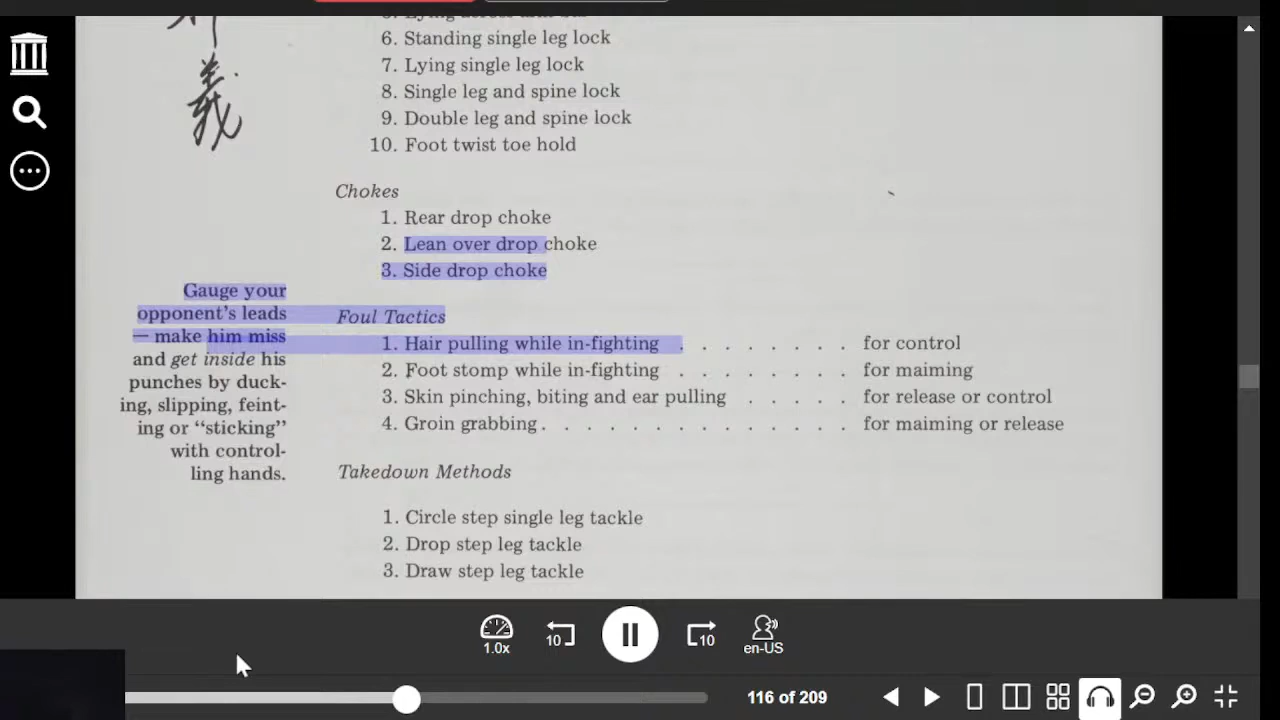 義
6. Standing single leg lock
7. Lying single leg lock
8. Single leg and spine lock
9. Double leg and spine lock
10. Foot twist toe hold
Chokes
1. Rear drop choke
2. Lean over drop choke
3. Side drop choke
Gauge your
opponent's leads
— make him miss
and get inside his
punches by duck-
ing, slipping, feint-
ing or "sticking"
with control-
ling hands.
Foul Tactics
1. Hair pulling while in-fighting . . . . . . . . for control
2. Foot stomp while in-fighting . . . . . . . . for maiming
3. Skin pinching, biting and ear pulling . . . . . for release or control
4. Groin grabbing. . . . . . . . . . . . . . for maiming or release
Takedown Methods
1. Circle step single leg tackle
2. Drop step leg tackle
3. Draw step leg tackle
10
10
1.0x
en-US
116 of 209